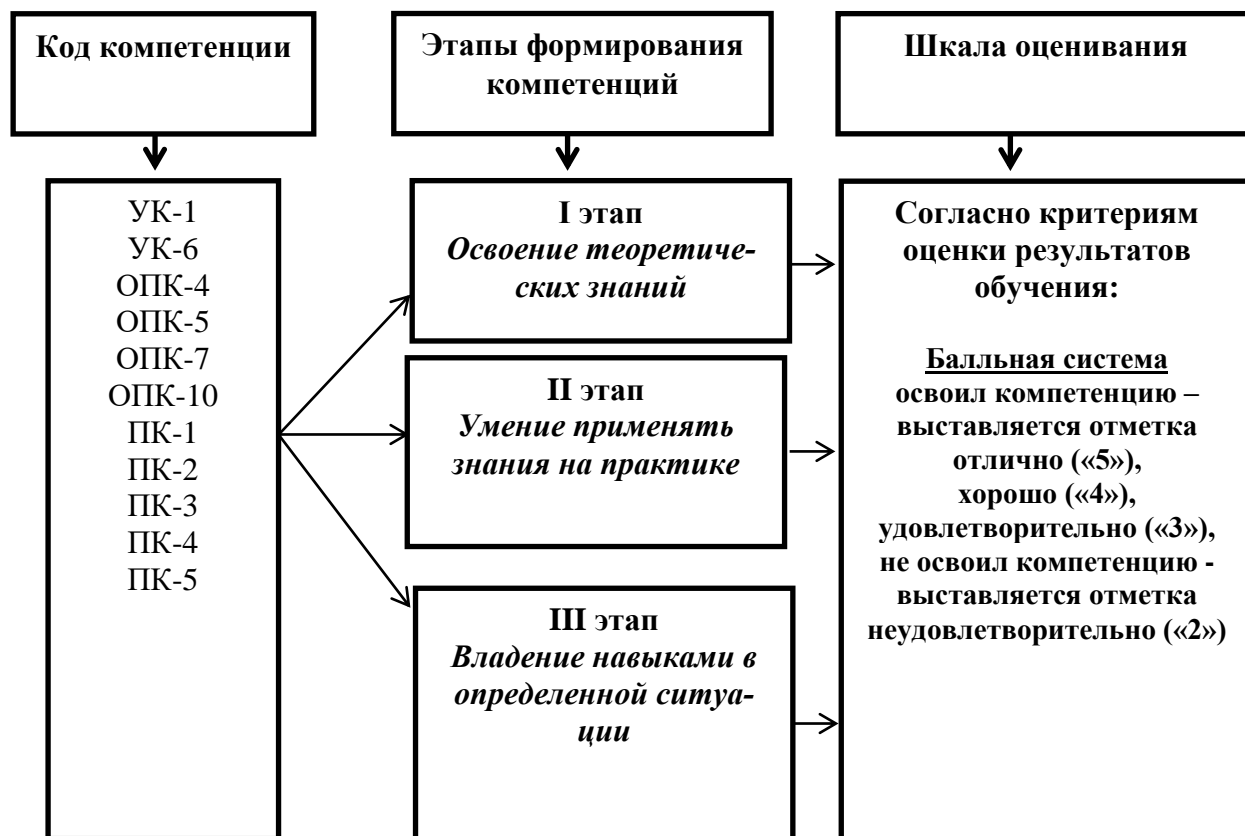 Код компетенции
Этапы формирования
компетенций
Шкала оценивания
УК-1
УК-6
ОПК-4
ОПК-5
ОПК-7
ОПК-10
ПК-1
ПК-2
ПК-3
ПК-4
ПК-5
I этап
Освоение теоретиче-
ских знаний
II этап
Умение применять
знания на практике
III этап
Владение навыками в
определенной ситуа-
ции
Согласно критериям
оценки результатов
обучения:
Балльная система
освоил компетенцию –
выставляется отметка
отлично («5»),
хорошо («4»),
удовлетворительно («3»),
не освоил компетенцию -
выставляется отметка
неудовлетворительно («2»)